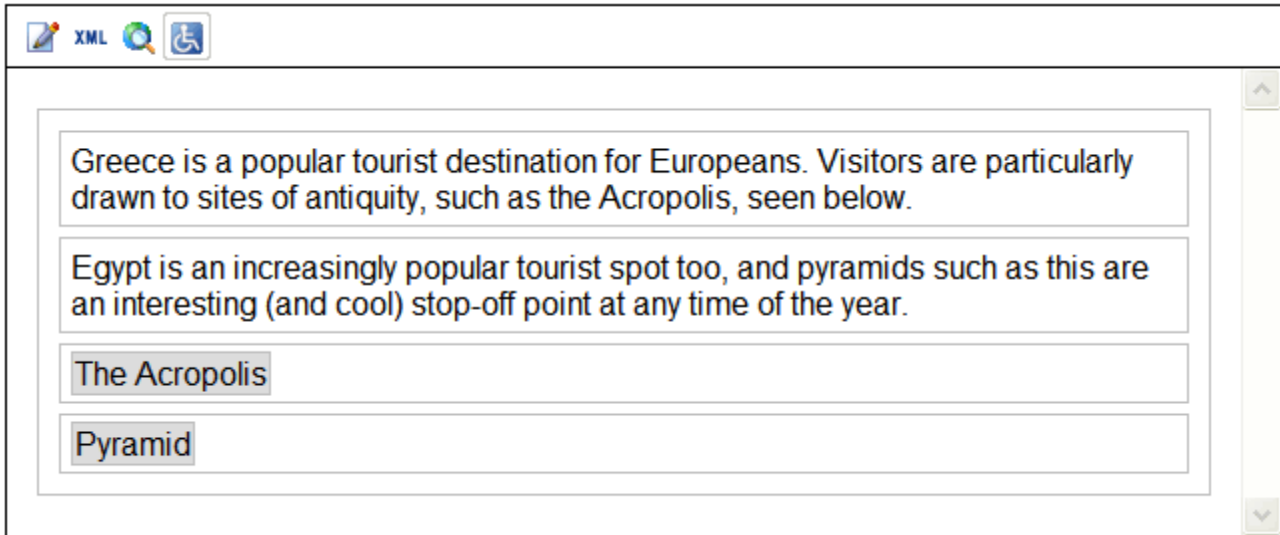 XML
Greece is a popular tourist destination for Europeans. Visitors are particularly
drawn to sites of antiquity, such as the Acropolis, seen below.
Egypt is an increasingly popular tourist spot too, and pyramids such as this are
an interesting (and cool) stop-off point at any time of the year.
The Acropolis
Pyramid